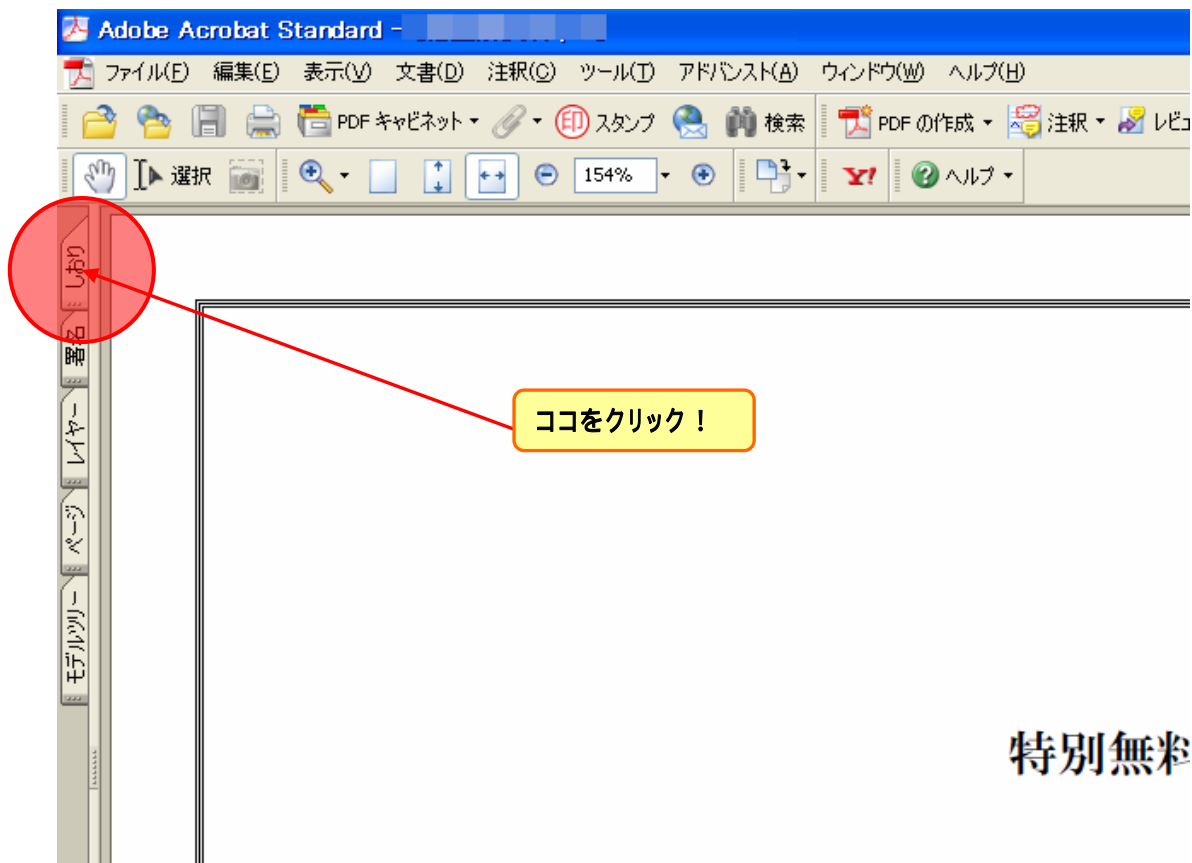 Adobe Acrobat Standard -
ファイル(F) 編集(E) 表示(V) 文書(D) 注釈(C) ツール(T) アドバンスト(A) ウィンドウ(W) ヘルプ(H)
PDF キャビネット 印 スタンプ 検索 PDF の作成 注釈 レビュ
選択 154% Y! ? ヘルプ
しおり
署名
レイヤー
ページ
モデルツリー
ココをクリック！
特別無料